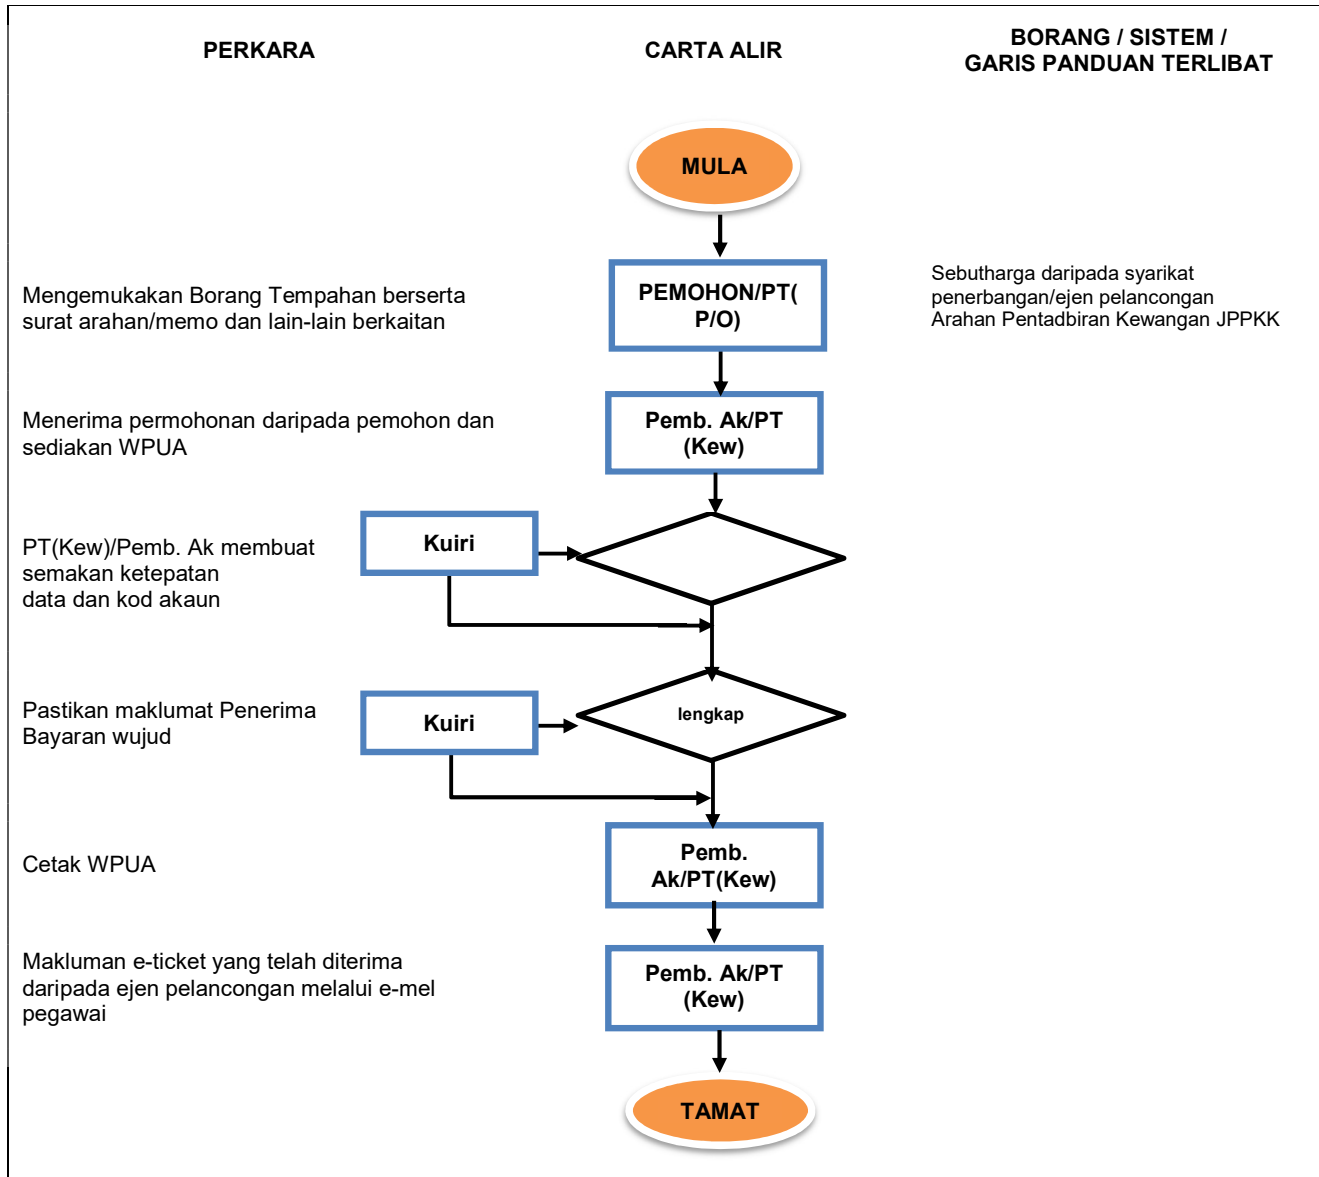 PERKARA
CARTA ALIR
BORANG / SISTEM /
GARIS PANDUAN TERLIBAT
MULA
Mengemukakan Borang Tempahan berserta
surat arahan/memo dan lain-lain berkaitan
PEMOHON/PT(
P/O)
Sebutharga daripada syarikat
penerbangan/ejen pelancongan
Arahan Pentadbiran Kewangan JPPKK
Menerima permohonan daripada pemohon dan
sediakan WPUA
Pemb. Ak/PT
(Kew)
PT(Kew)/Pemb. Ak membuat
semakan ketepatan
data dan kod akaun
Kuiri
Pastikan maklumat Penerima
Bayaran wujud
Kuiri
lengkap
Cetak WPUA
Pemb.
Ak/PT(Kew)
Makluman e-ticket yang telah diterima
daripada ejen pelancongan melalui e-mel
pegawai
Pemb. Ak/PT
(Kew)
TAMAT